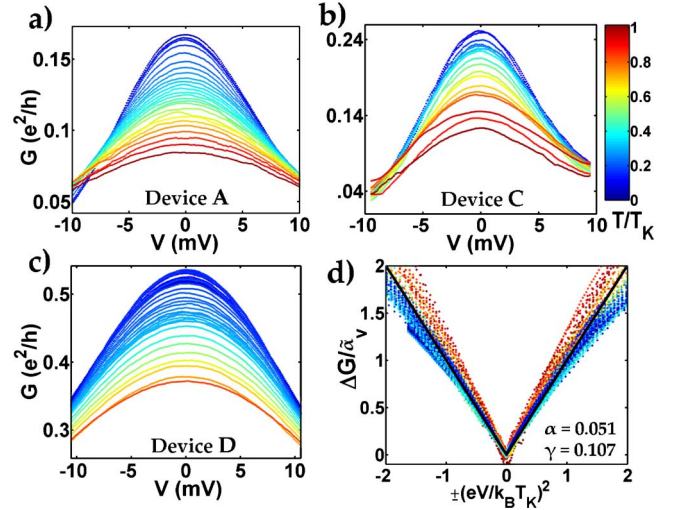 a)
G (e²/h)
0.15
0.1
0.05
-10 -5 0 5 10
V (mV)
Device A
b)
0.24
0.14
.04
-10 -5 0 5 10
V (mV)
Device C
1
0.8
0.6
0.4
0.2
0
T/T_K
c)
G (e²/h)
0.5
0.4
0.3
-10 -5 0 5 10
V (mV)
Device D
d)
ΔG/α̃_V
2
1.5
1
0.5
0
-2 -1 0 1 2
±(eV/k_BT_K)²
α = 0.051
γ = 0.107